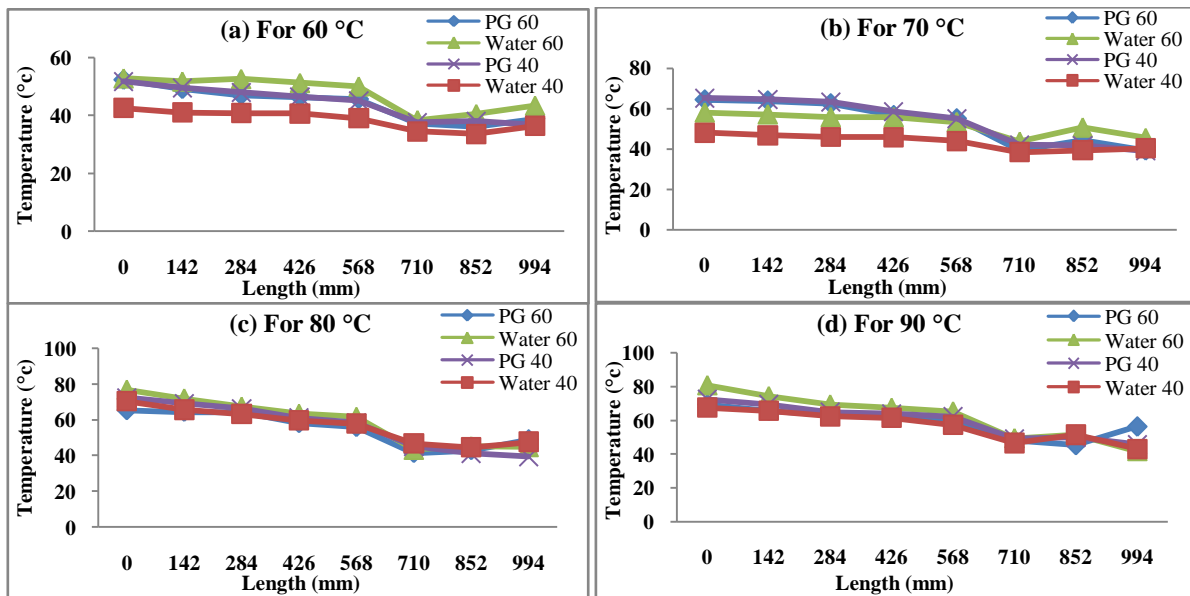 (a) For 60 °C
PG 60
Water 60
PG 40
Water 40
Temperature (°c)
60
40
20
0
0 142 284 426 568 710 852 994
Length (mm)
(b) For 70 °C
PG 60
Water 60
PG 40
Water 40
Temperature (°c)
80
60
40
20
0
0 142 284 426 568 710 852 994
Length (mm)
(c) For 80 °C
PG 60
Water 60
PG 40
Water 40
Temperature (°c)
100
80
60
40
20
0
0 142 284 426 568 710 852 994
Length (mm)
(d) For 90 °C
PG 60
Water 60
PG 40
Water 40
Temperature (°c)
100
80
60
40
20
0
0 142 284 426 568 710 852 994
Length (mm)